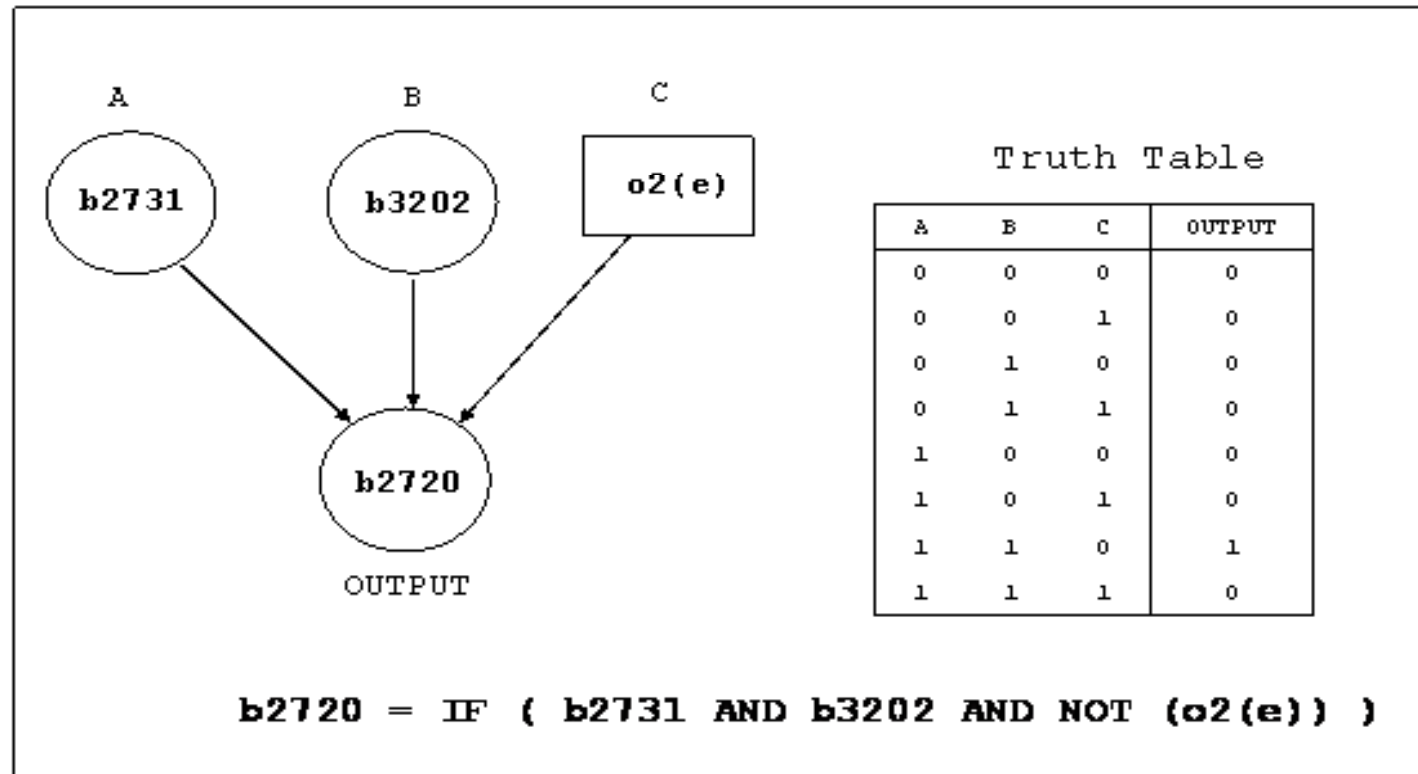 A B C
b2731 b3202 o2(e)
b2720
OUTPUT
Truth Table
A B C OUTPUT
0 0 0 0
0 0 1 0
0 1 0 0
0 1 1 0
1 0 0 0
1 0 1 0
1 1 0 1
1 1 1 0
b2720 = IF ( b2731 AND b3202 AND NOT (o2(e)) )